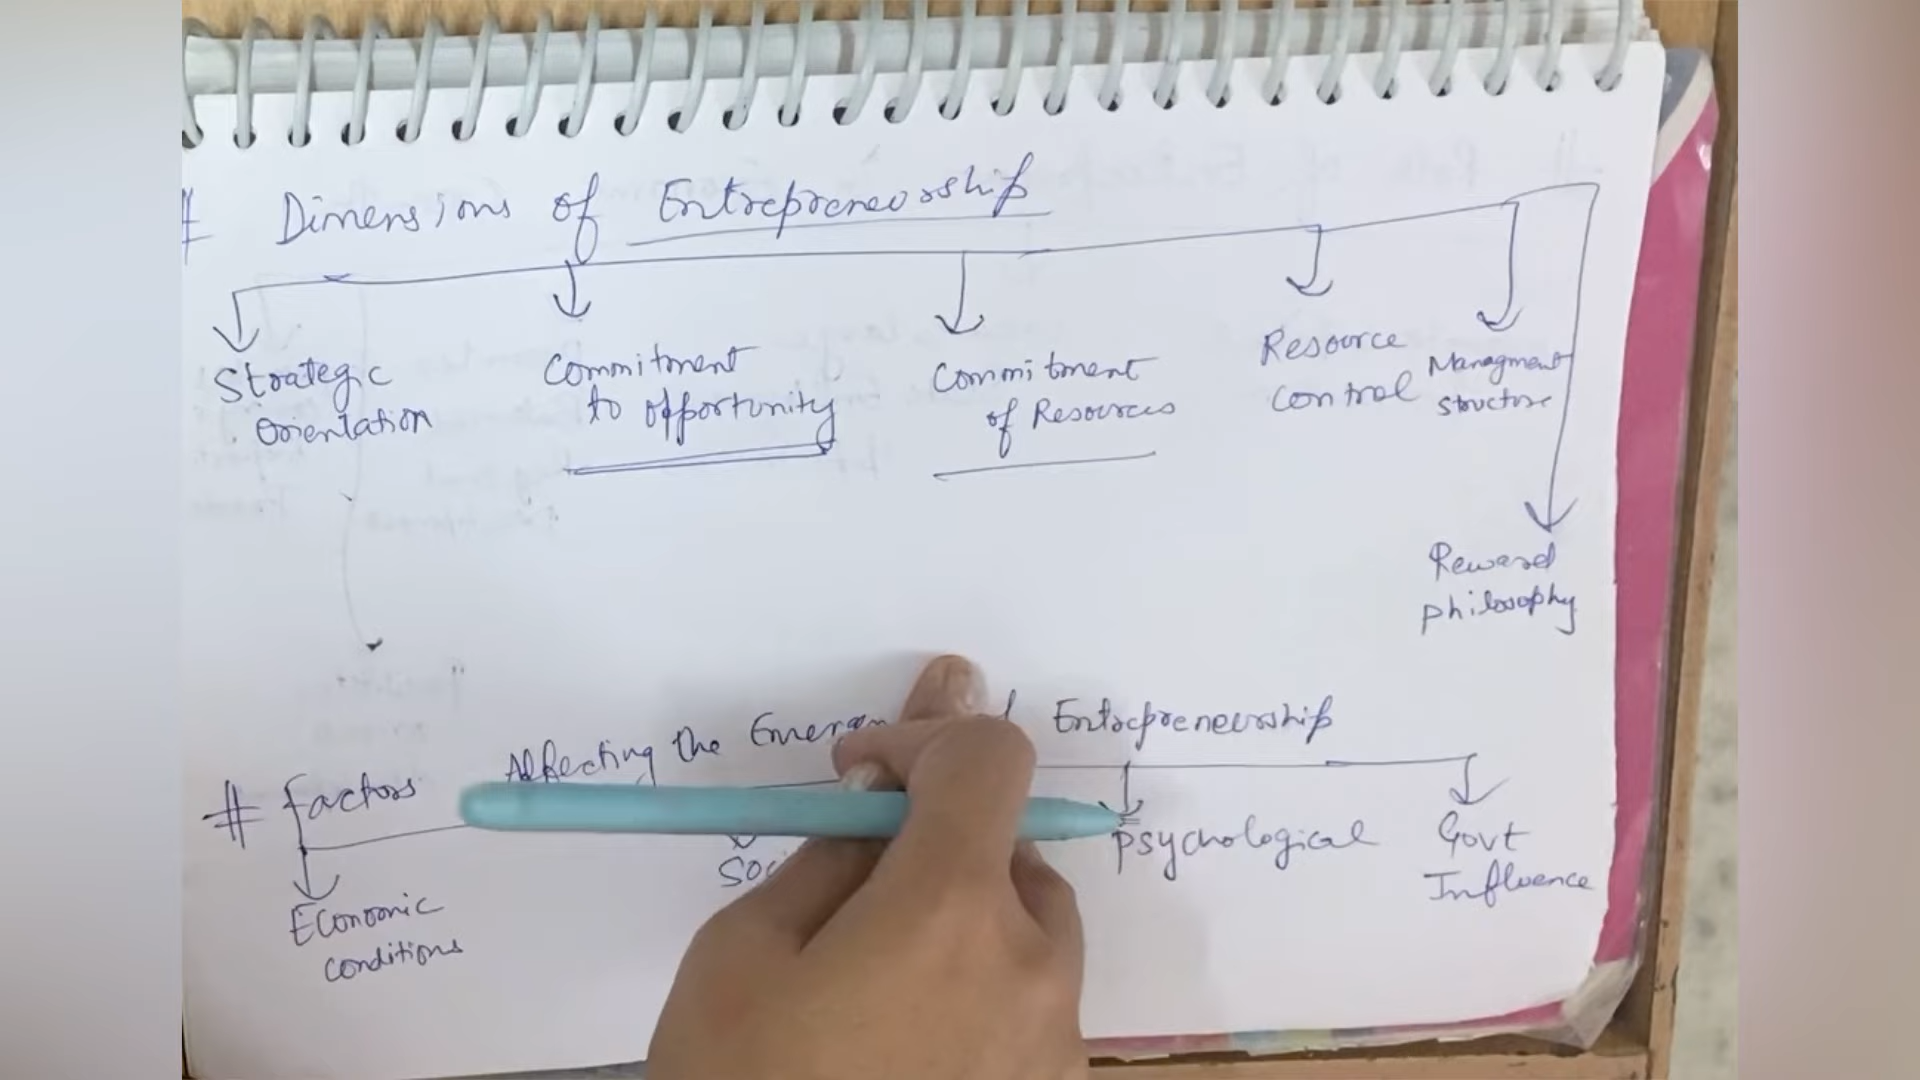 # Dimensions of Entrepreneurship
Strategic
orientation
Commitment
to opportunity
Commitment
of Resources
Resource
control
Managment
structure
Reward
philosophy
# factors Affecting the Entrepreneurship
Economic
conditions
psychological
Govt
Influence